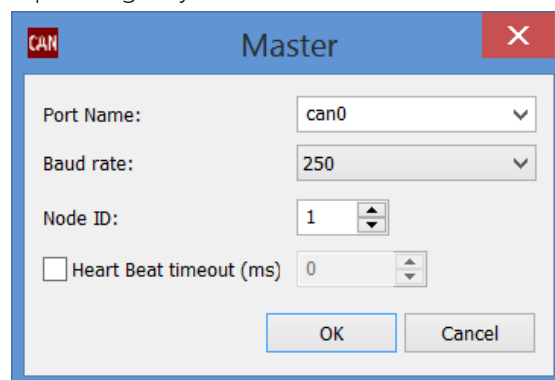 CAN Master
Port Name: can0
Baud rate: 250
Node ID: 1
Heart Beat timeout (ms) 0
OK Cancel